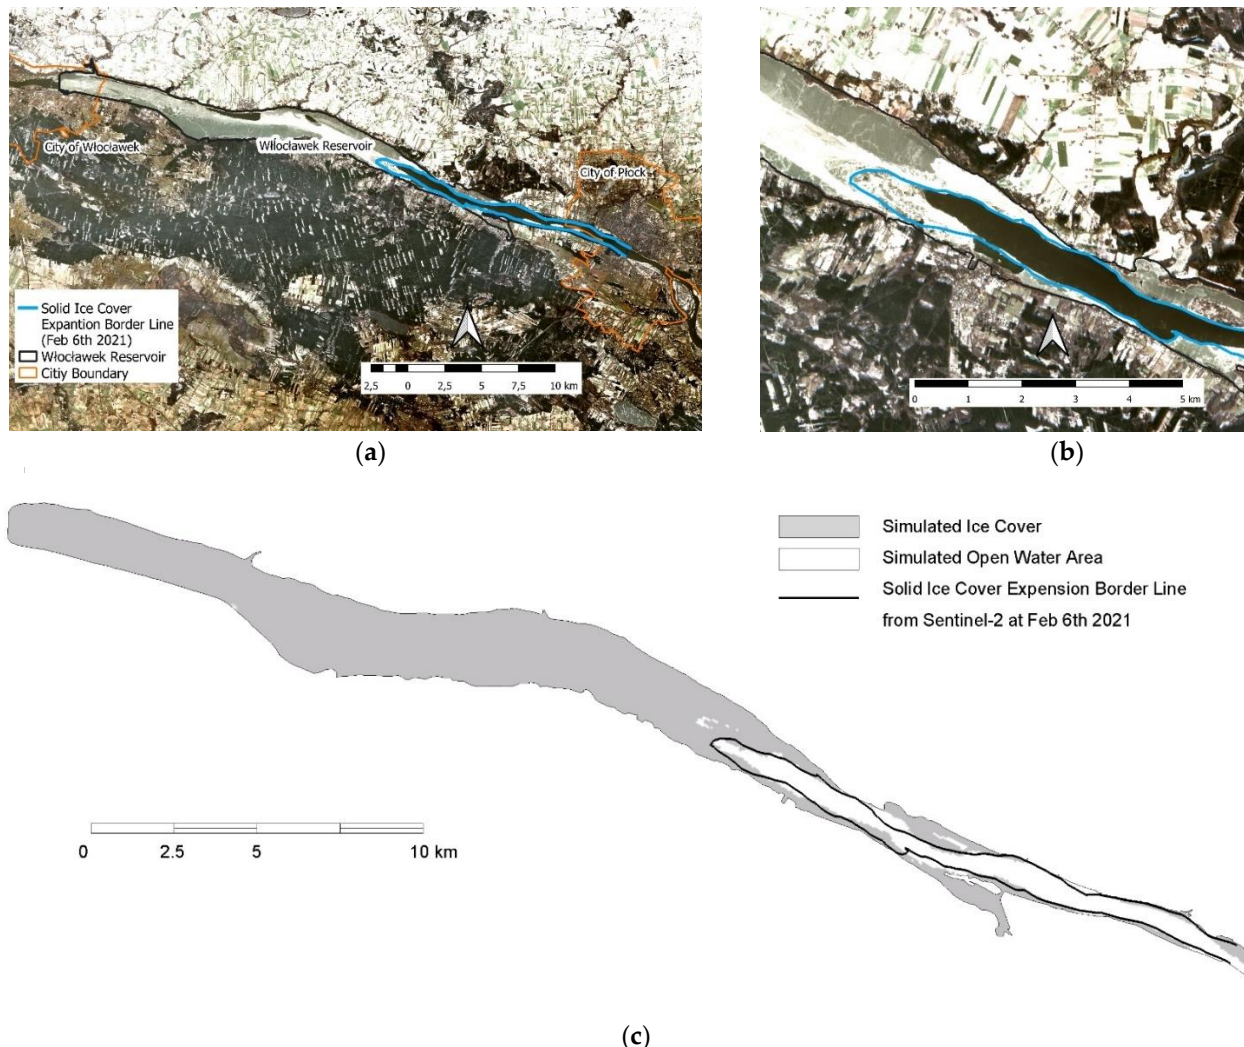 City of Włocławek
Włocławek Reservoir
City of Płock
Solid Ice Cover
Expantion Border Line
(Feb 6th 2021)
Włocławek Reservoir
Citiy Boundary
2,5 0 2,5 5 7,5 10 km
0 1 2 3 4 5 km
(a)
(b)
Simulated Ice Cover
Simulated Open Water Area
Solid Ice Cover Expension Border Line
from Sentinel-2 at Feb 6th 2021
0 2.5 5 10 km
(c)